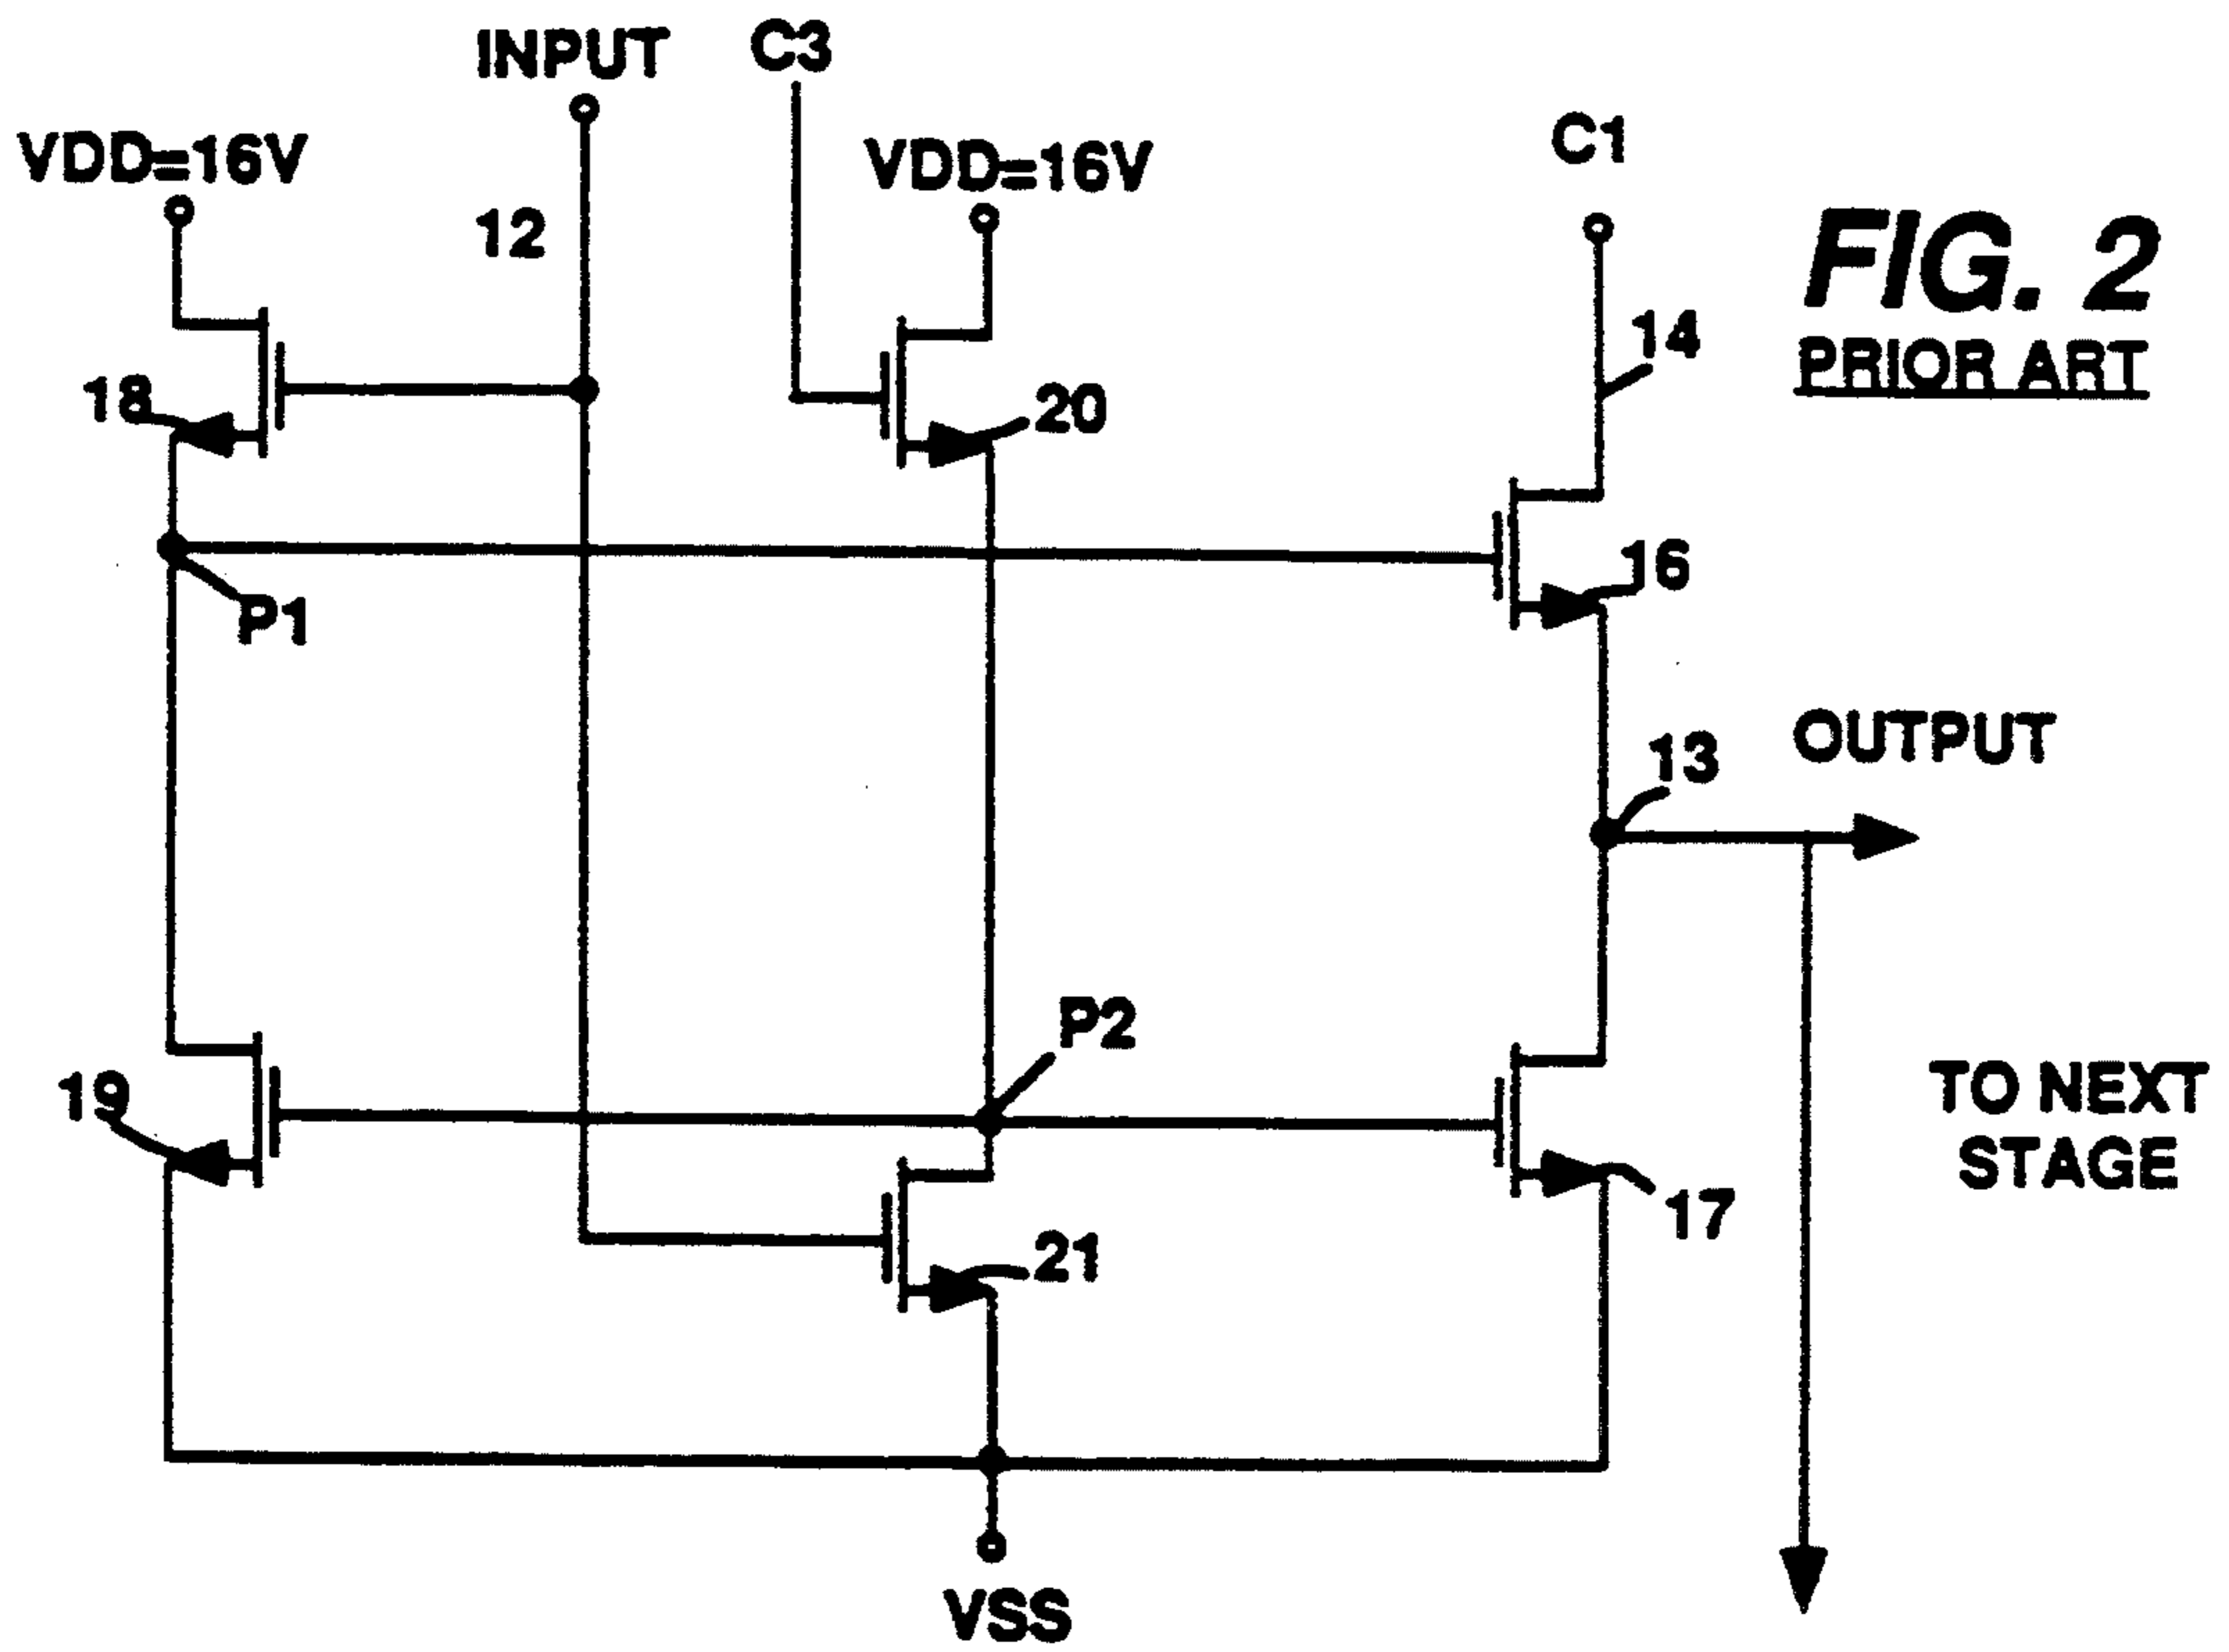 INPUT
C3
VDD=16V
VDD=16V
C1
12
FIG. 2
PRIOR ART
14
18
20
16
P1
13
OUTPUT
P2
19
TO NEXT
STAGE
17
21
VSS